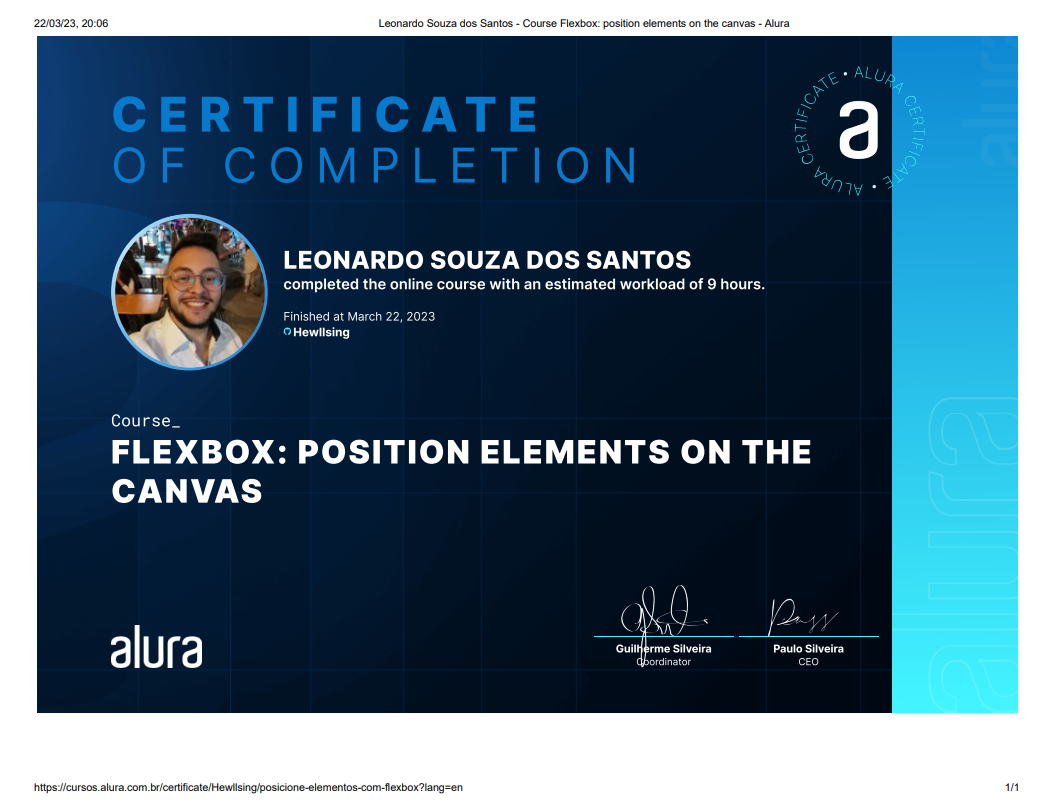 22/03/23, 20:06
Leonardo Souza dos Santos - Course Flexbox: position elements on the canvas - Alura
CERTIFICATE
OF COMPLETION
ALURA CERTIFICATE • ALURA CERTIFICATE •
a
alura
LEONARDO SOUZA DOS SANTOS
completed the online course with an estimated workload of 9 hours.
Finished at March 22, 2023
Hewllsing
Course_
FLEXBOX: POSITION ELEMENTS ON THE
CANVAS
alura
alura
alura
Guilherme Silveira
Coordinator
Paulo Silveira
CEO
https://cursos.alura.com.br/certificate/Hewllsing/posicione-elementos-com-flexbox?lang=en
1/1